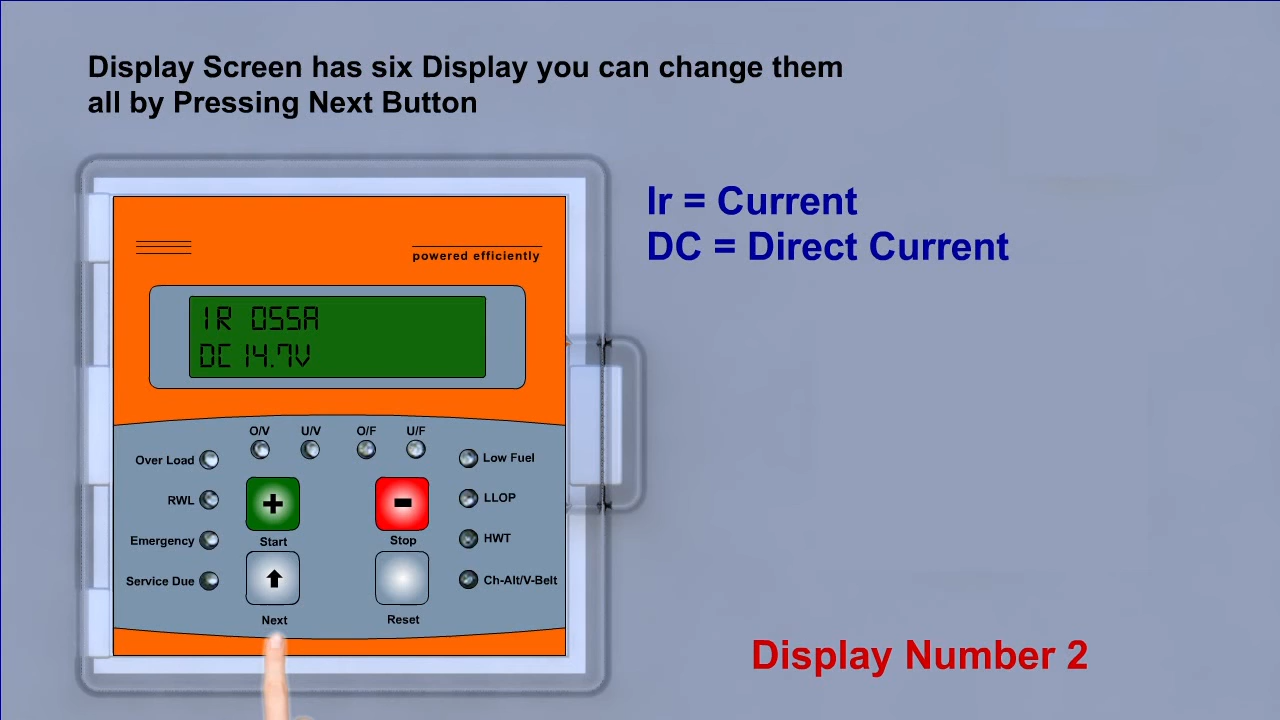 Display Screen has six Display you can change them
all by Pressing Next Button
Ir = Current
DC = Direct Current
powered efficiently
IR 055A
DC 14.7V
O/V U/V O/F U/F
Over Load
Low Fuel
RWL
LLOP
Emergency
HWT
Start
Stop
Service Due
Ch-Alt/V-Belt
Next
Reset
Display Number 2